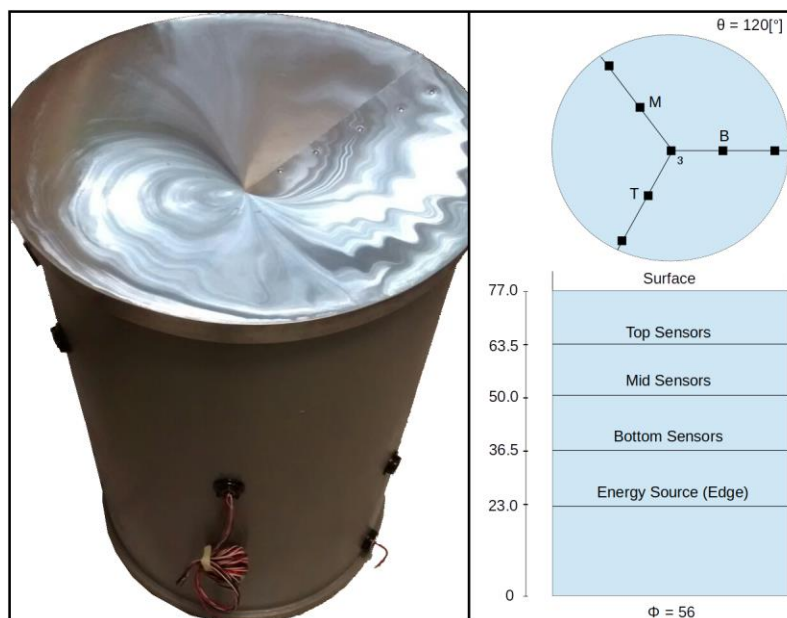 θ = 120[°]
M
B
3
T
Surface
77.0
Top Sensors
63.5
Mid Sensors
50.0
Bottom Sensors
36.5
Energy Source (Edge)
23.0
0
Φ = 56